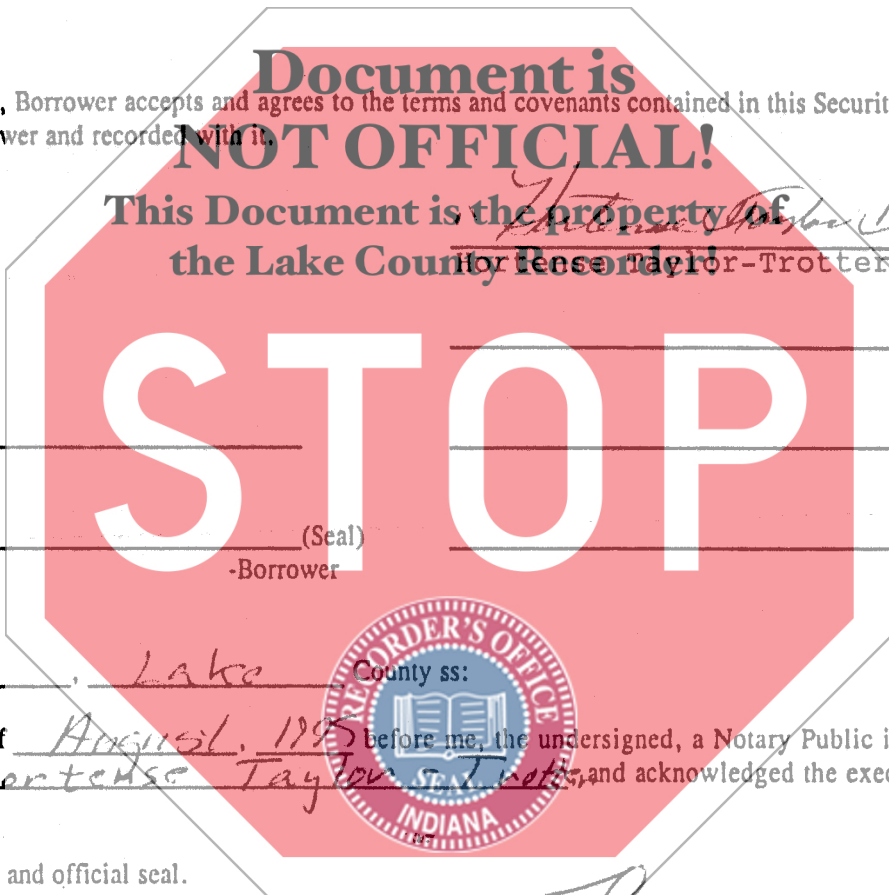 Document is
, Borrower accepts and agrees to the terms and covenants contained in this Securit
wer and recorded with it.
NOT OFFICIAL!
This Document is the property of
the Lake County Recorder!
Hortense Taylor-Trotter
STOP
(Seal)
-Borrower
Lake County ss:
f August, 1995 before me, the undersigned, a Notary Public i
ortense Taylor - Trotter and acknowledged the exec
RECORDER'S OFFICE
SEAL
INDIANA
and official seal.